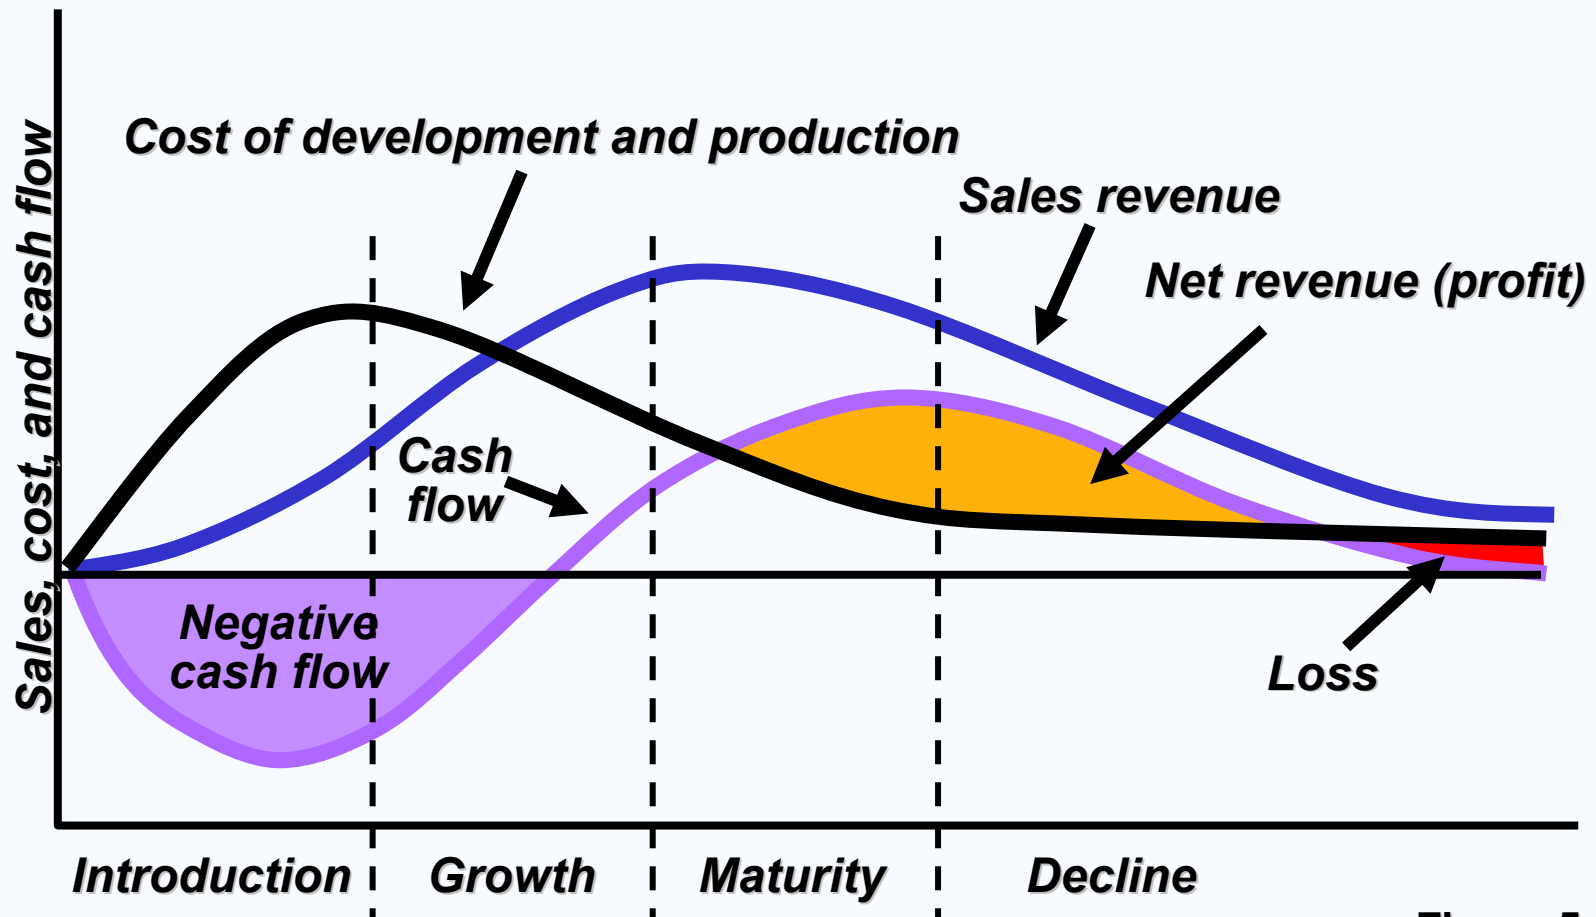 Sales, cost, and cash flow
Cost of development and production
Sales revenue
Net revenue (profit)
Cash
flow
Negative
cash flow
Loss
Introduction
Growth
Maturity
Decline